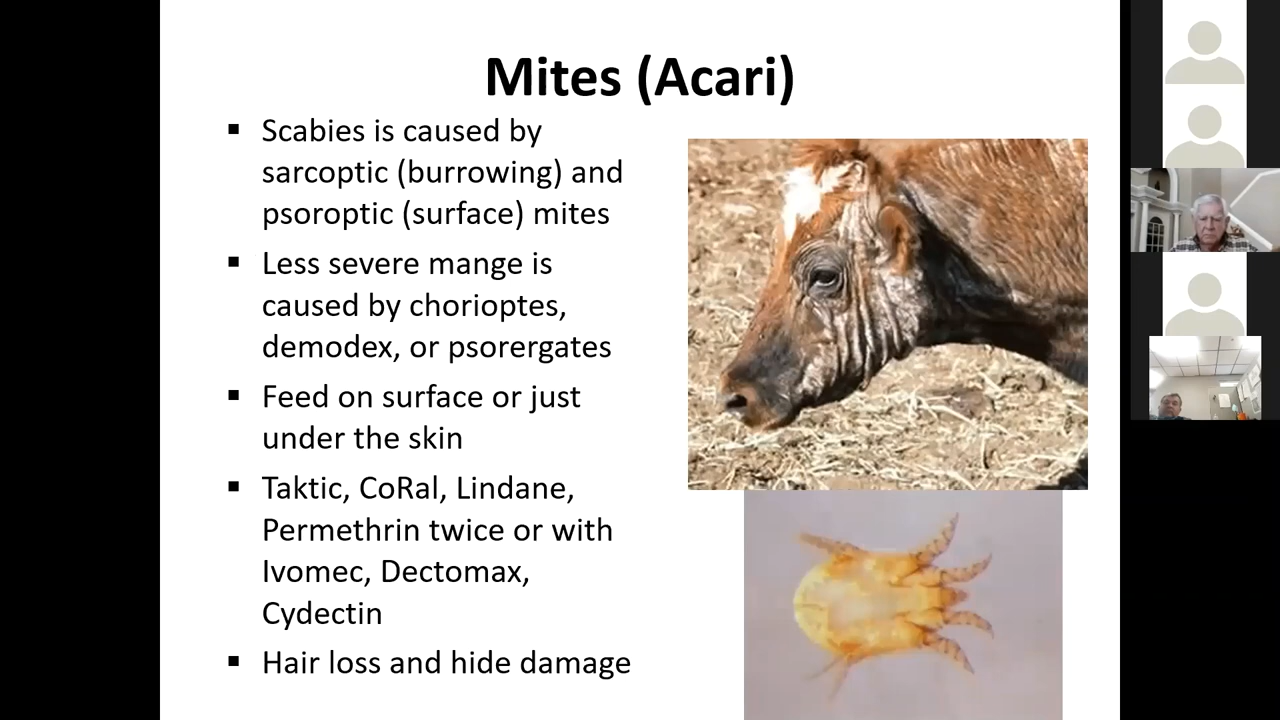 Mites (Acari)
▪ Scabies is caused by
sarcoptic (burrowing) and
psoroptic (surface) mites
▪ Less severe mange is
caused by chorioptes,
demodex, or psorergates
▪ Feed on surface or just
under the skin
▪ Taktic, CoRal, Lindane,
Permethrin twice or with
Ivomec, Dectomax,
Cydectin
▪ Hair loss and hide damage